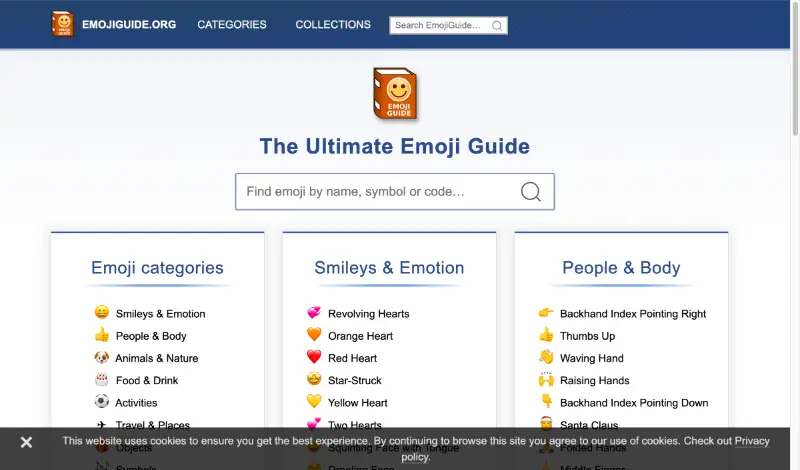 EMOJIGUIDE.ORG
CATEGORIES
COLLECTIONS
Search EmojiGuide…
EMOJI
GUIDE
The Ultimate Emoji Guide
Find emoji by name, symbol or code…
Emoji categories
Smileys & Emotion
People & Body
Animals & Nature
Food & Drink
Activities
Travel & Places
Objects
Symbols
Smileys & Emotion
Revolving Hearts
Orange Heart
Red Heart
Star-Struck
Yellow Heart
Two Hearts
Squinting Face with Tongue
Drooling Face
People & Body
Backhand Index Pointing Right
Thumbs Up
Waving Hand
Raising Hands
Backhand Index Pointing Down
Santa Claus
Folded Hands
Middle Finger
This website uses cookies to ensure you get the best experience. By continuing to browse this site you agree to our use of cookies. Check out Privacy
policy.